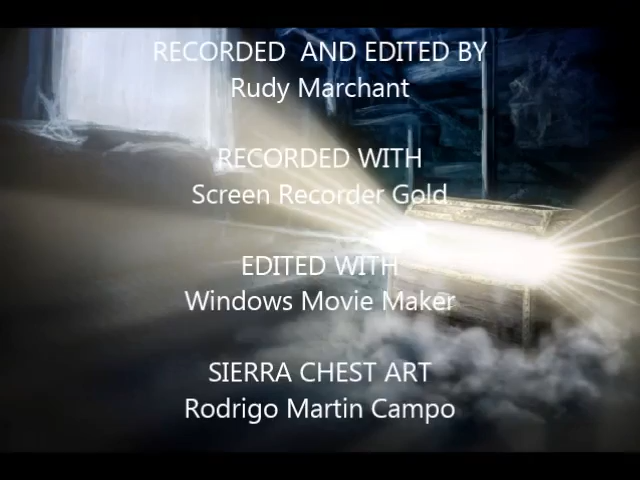 RECORDED  AND EDITED BY
Rudy Marchant
RECORDED WITH
Screen Recorder Gold
EDITED WITH
Windows Movie Maker
SIERRA CHEST ART
Rodrigo Martin Campo